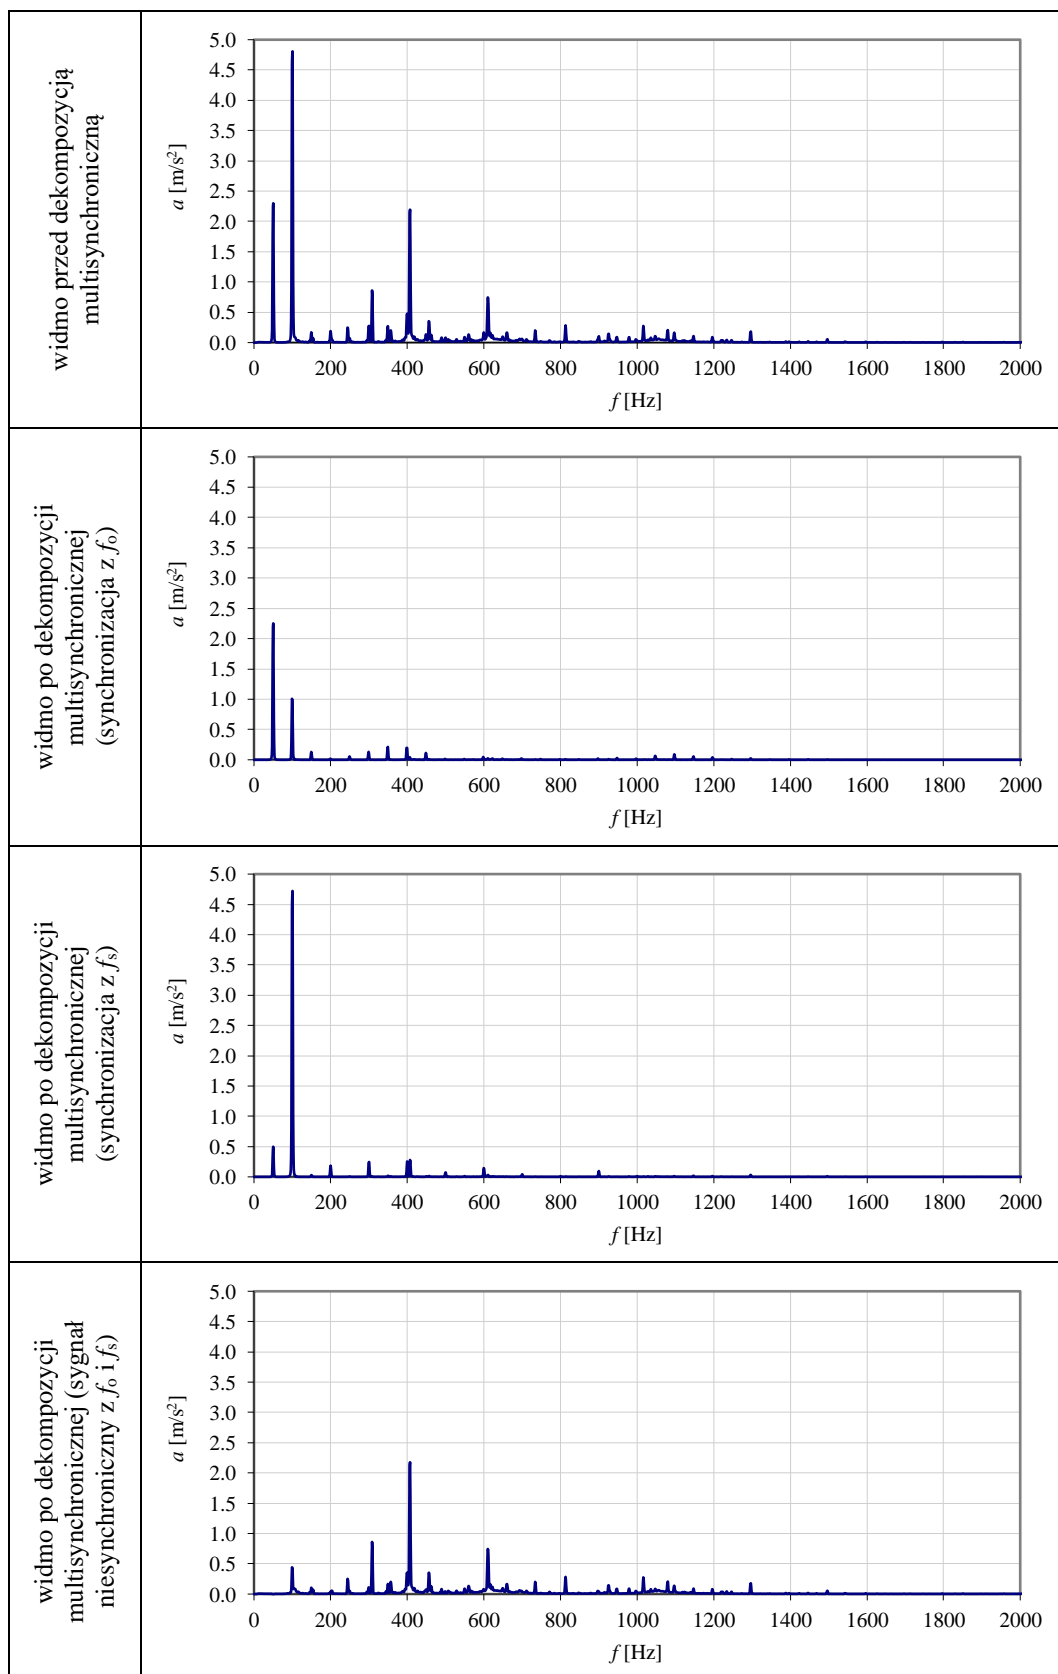 widmo przed dekompozycją
multisynchroniczną
5.0
4.5
4.0
3.5
3.0
2.5
2.0
1.5
1.0
0.5
0.0
a [m/s²]
0 200 400 600 800 1000 1200 1400 1600 1800 2000
f [Hz]
widmo po dekompozycji
multisynchronicznej
(synchronizacja z fo)
5.0
4.5
4.0
3.5
3.0
2.5
2.0
1.5
1.0
0.5
0.0
a [m/s²]
0 200 400 600 800 1000 1200 1400 1600 1800 2000
f [Hz]
widmo po dekompozycji
multisynchronicznej
(synchronizacja z fs)
5.0
4.5
4.0
3.5
3.0
2.5
2.0
1.5
1.0
0.5
0.0
a [m/s²]
0 200 400 600 800 1000 1200 1400 1600 1800 2000
f [Hz]
widmo po dekompozycji
multisynchronicznej (sygnał
niesynchroniczny z fo i fs)
5.0
4.5
4.0
3.5
3.0
2.5
2.0
1.5
1.0
0.5
0.0
a [m/s²]
0 200 400 600 800 1000 1200 1400 1600 1800 2000
f [Hz]